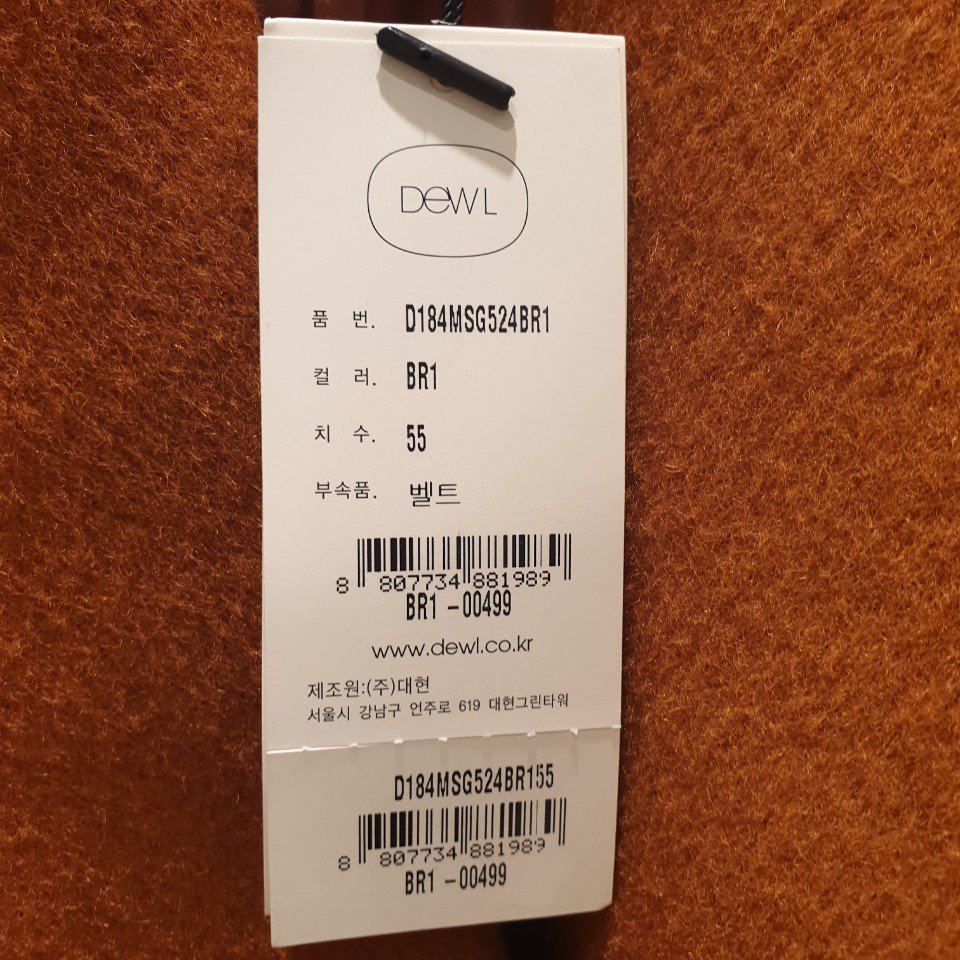 DEWL
품 번. D184MSG524BR1
컬 러. BR1
치 수. 55
부속품. 벨트
8 807734 881989
BR1 -00499
www.dewl.co.kr
제조원:(주)대현
서울시 강남구 언주로 619 대현그린타워
D184MSG524BR155
8 807734 881989
BR1 -00499